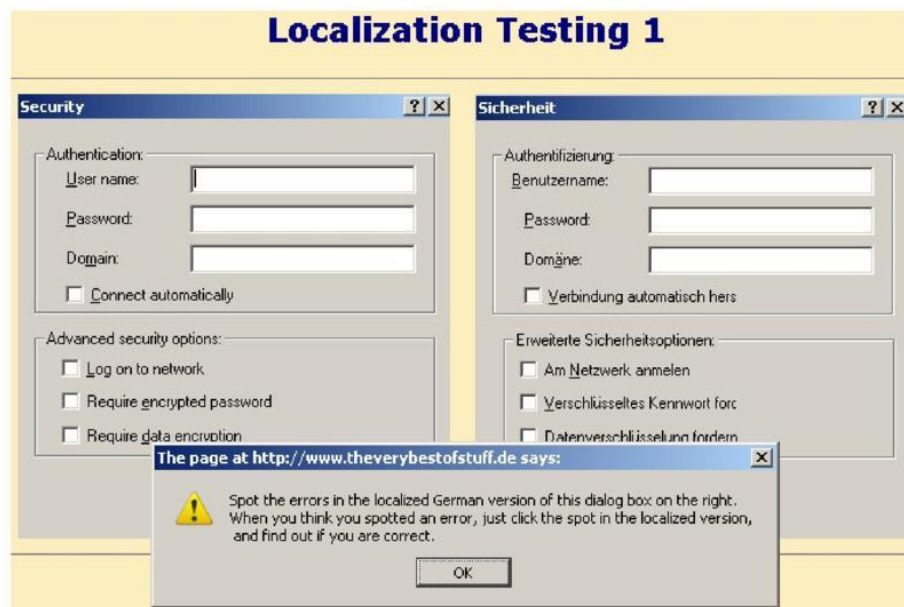 Localization Testing 1
Security
Authentication:
User name:
Password:
Domain:
Connect automatically
Advanced security options:
Log on to network
Require encrypted password
Require data encryption
Sicherheit
Authentifizierung:
Benutzername:
Password:
Domäne:
Verbindung automatisch hers
Erweiterte Sicherheitsoptionen:
Am Netzwerk anmelen
Verschlüsseltes Kennwort forc
Datenverschlüsselung fordern
The page at http://www.theverybestofstuff.de says:
Spot the errors in the localized German version of this dialog box on the right.
When you think you spotted an error, just click the spot in the localized version,
and find out if you are correct.
OK